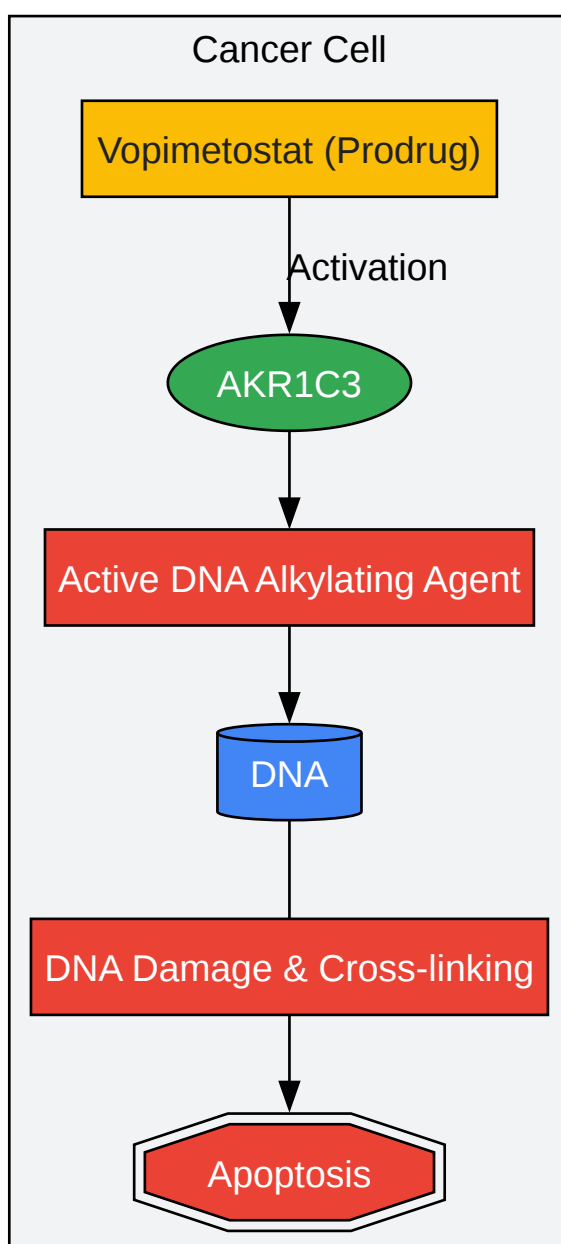 Cancer Cell
Vopimetostat (Prodrug)
Activation
AKR1C3
Active DNA Alkylating Agent
DNA
DNA Damage & Cross-linking
Apoptosis